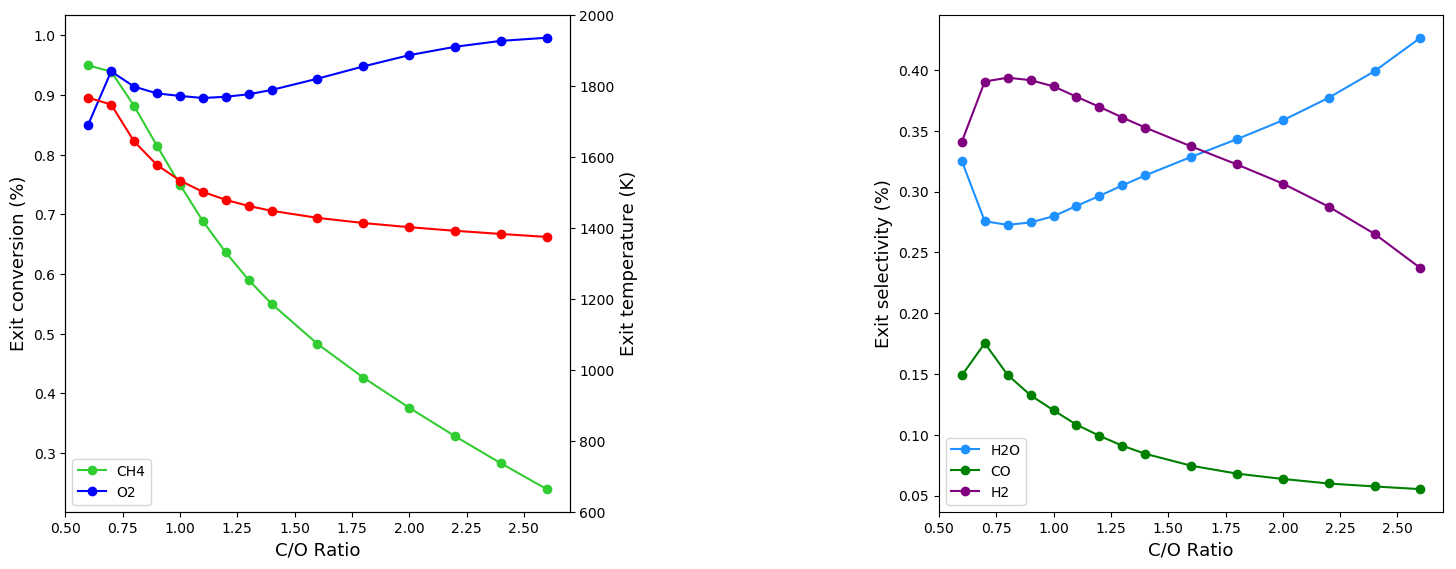 Exit conversion (%)
1.0
0.9
0.8
0.7
0.6
0.5
0.4
0.3
CH4
O2
0.50 0.75 1.00 1.25 1.50 1.75 2.00 2.25 2.50
C/O Ratio
2000
1800
1600
1400
1200
1000
800
600
Exit temperature (K)
Exit selectivity (%)
0.40
0.35
0.30
0.25
0.20
0.15
0.10
0.05
H2O
CO
H2
0.50 0.75 1.00 1.25 1.50 1.75 2.00 2.25 2.50
C/O Ratio